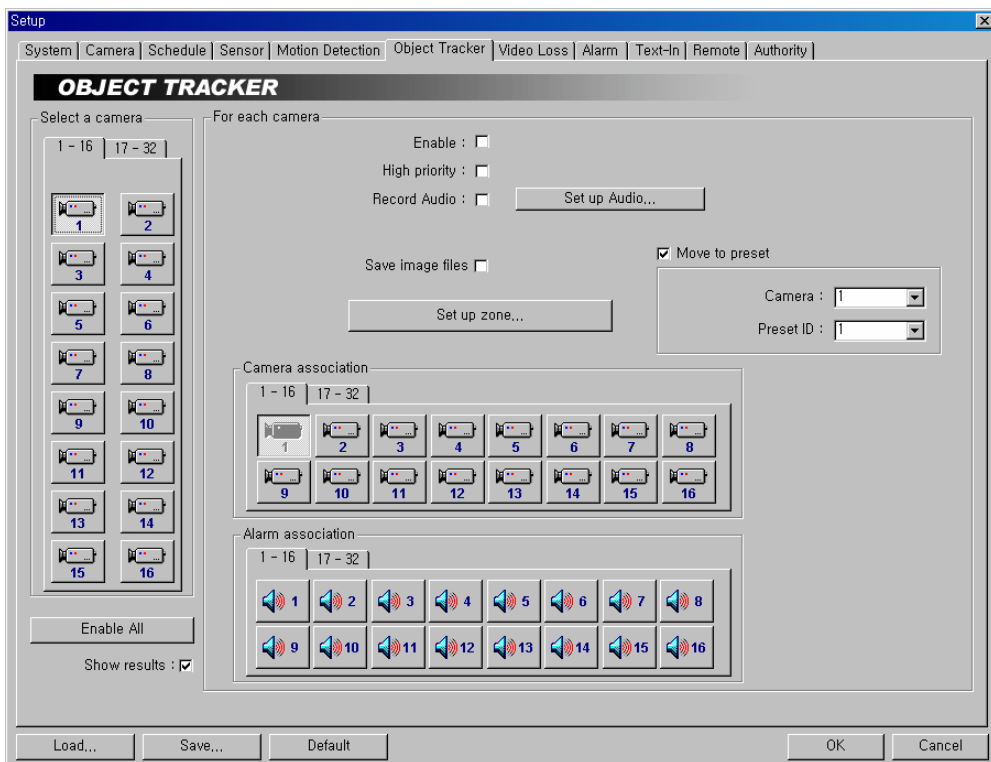 Setup
System Camera Schedule Sensor Motion Detection Object Tracker Video Loss Alarm Text-In Remote Authority
OBJECT TRACKER
Select a camera
1 - 16 17 - 32
1 2
3 4
5 6
7 8
9 10
11 12
13 14
15 16
Enable All
Show results :
For each camera
Enable :
High priority :
Record Audio : Set up Audio...
Save image files
Move to preset
Camera : 1
Preset ID : 1
Set up zone...
Camera association
1 - 16 17 - 32
1 2 3 4 5 6 7 8
9 10 11 12 13 14 15 16
Alarm association
1 - 16 17 - 32
1 2 3 4 5 6 7 8
9 10 11 12 13 14 15 16
Load... Save... Default OK Cancel